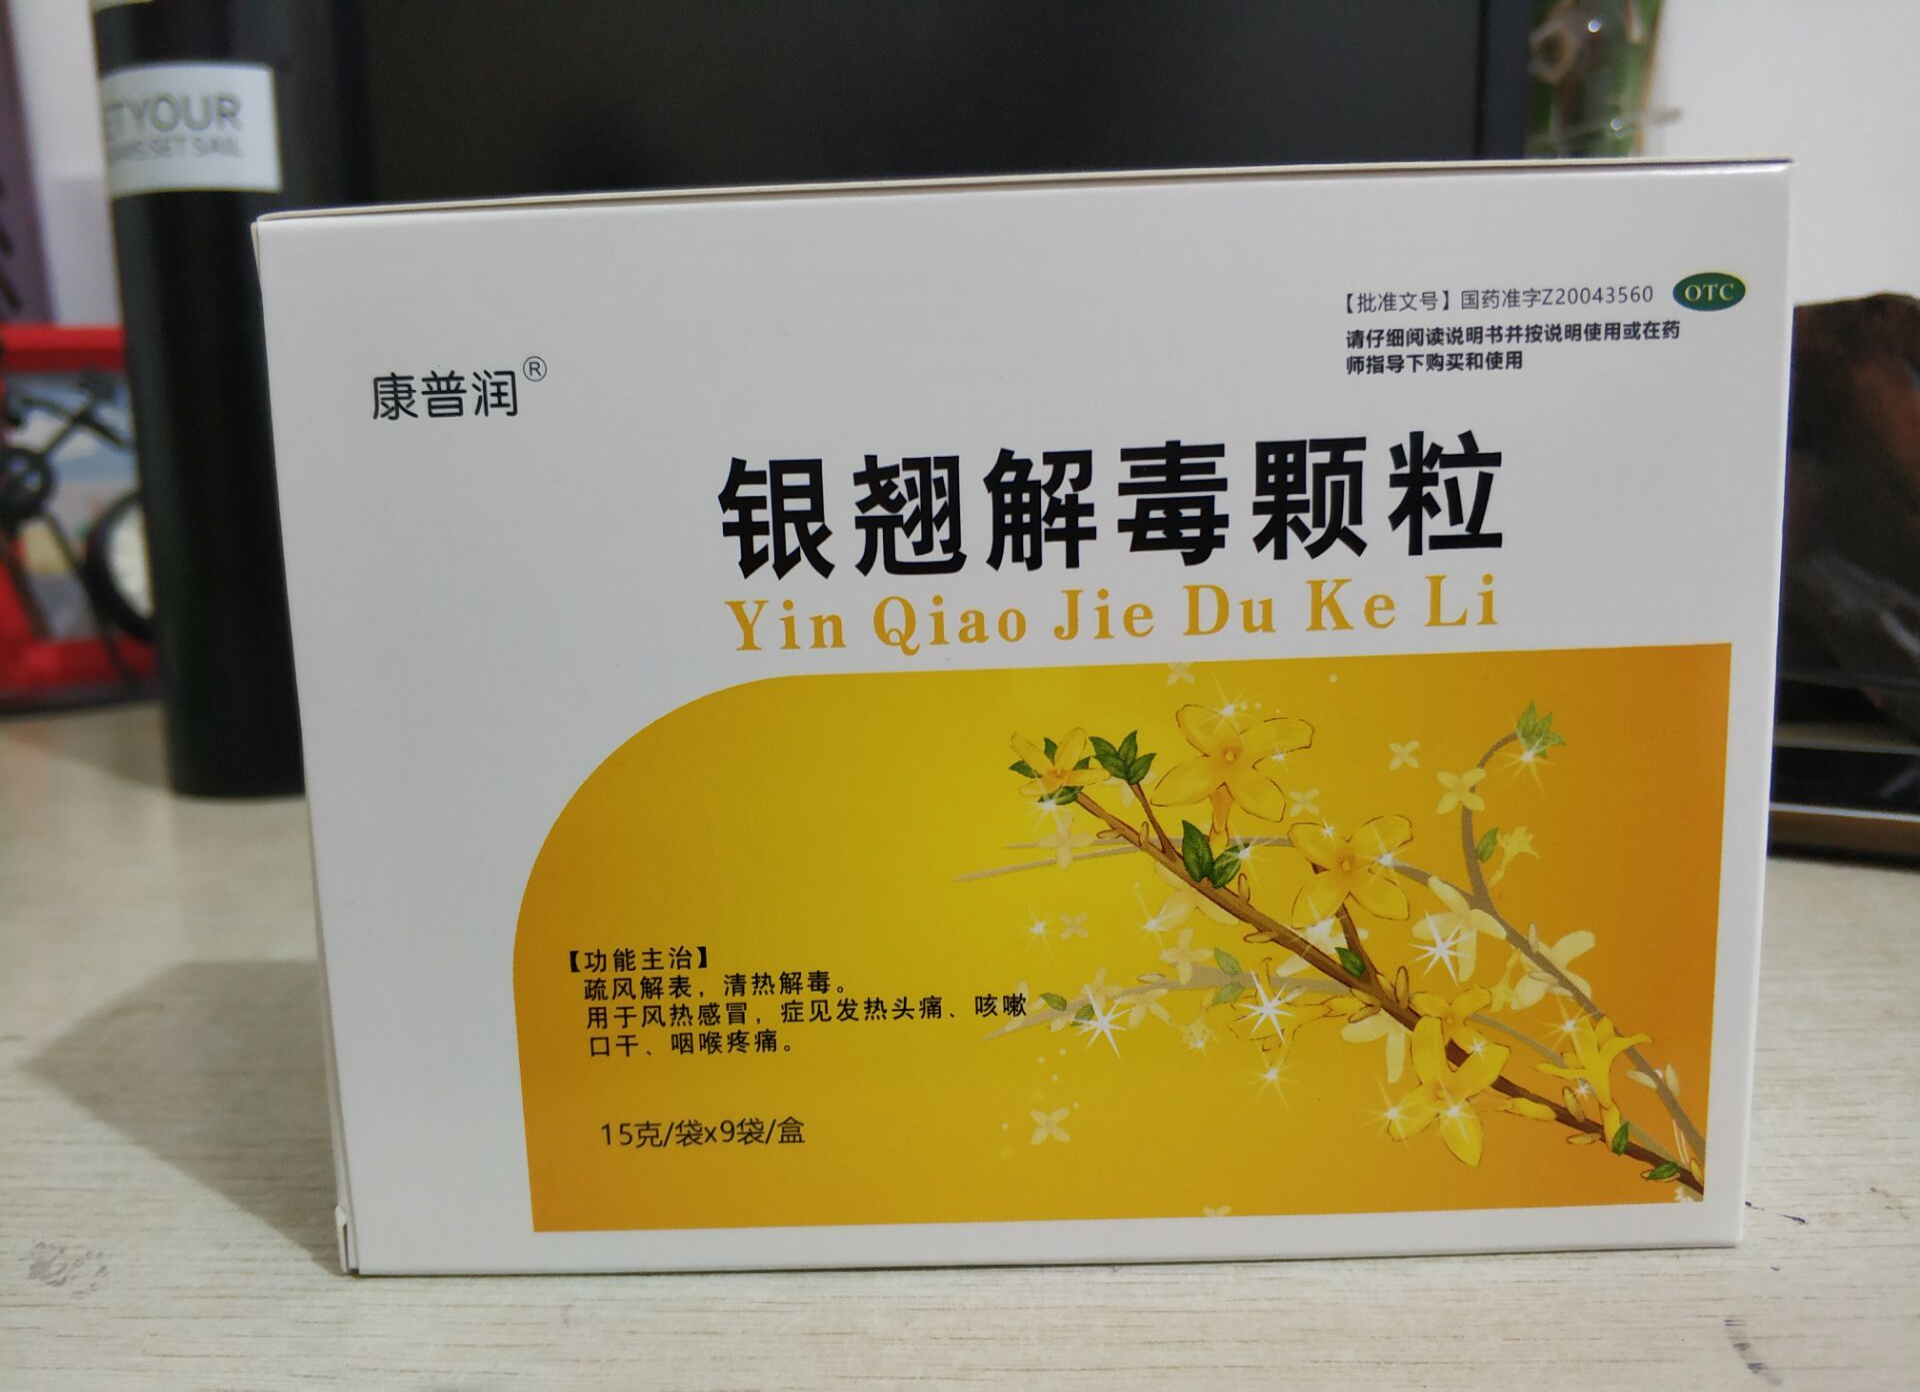 YOUR
SET SAIL
【批准文号】国药准字Z20043560
OTC
请仔细阅读说明书并按说明使用或在药
师指导下购买和使用
康普润®
银翘解毒颗粒
Yin Qiao Jie Du Ke Li
【功能主治】
疏风解表，清热解毒。
用于风热感冒，症见发热头痛、咳嗽
口干、咽喉疼痛。
15克/袋x9袋/盒